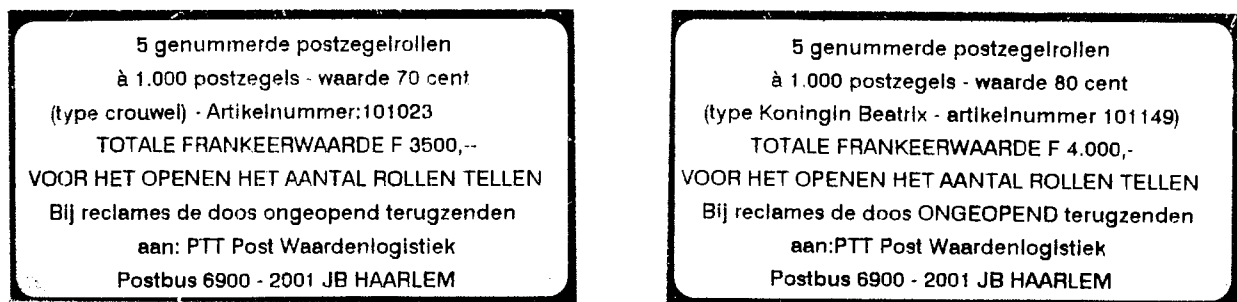 5 genummerde postzegelrollen
à 1.000 postzegels - waarde 70 cent
(type crouwel) - Artikelnummer:101023
TOTALE FRANKEERWAARDE F 3500,--
VOOR HET OPENEN HET AANTAL ROLLEN TELLEN
Bij reclames de doos ongeopend terugzenden
aan: PTT Post Waardenlogistiek
Postbus 6900 - 2001 JB HAARLEM
5 genummerde postzegelrollen
à 1.000 postzegels - waarde 80 cent
(type Koningin Beatrix - artikelnummer 101149)
TOTALE FRANKEERWAARDE F 4.000,-
VOOR HET OPENEN HET AANTAL ROLLEN TELLEN
Bij reclames de doos ONGEOPEND terugzenden
aan:PTT Post Waardenlogistiek
Postbus 6900 - 2001 JB HAARLEM